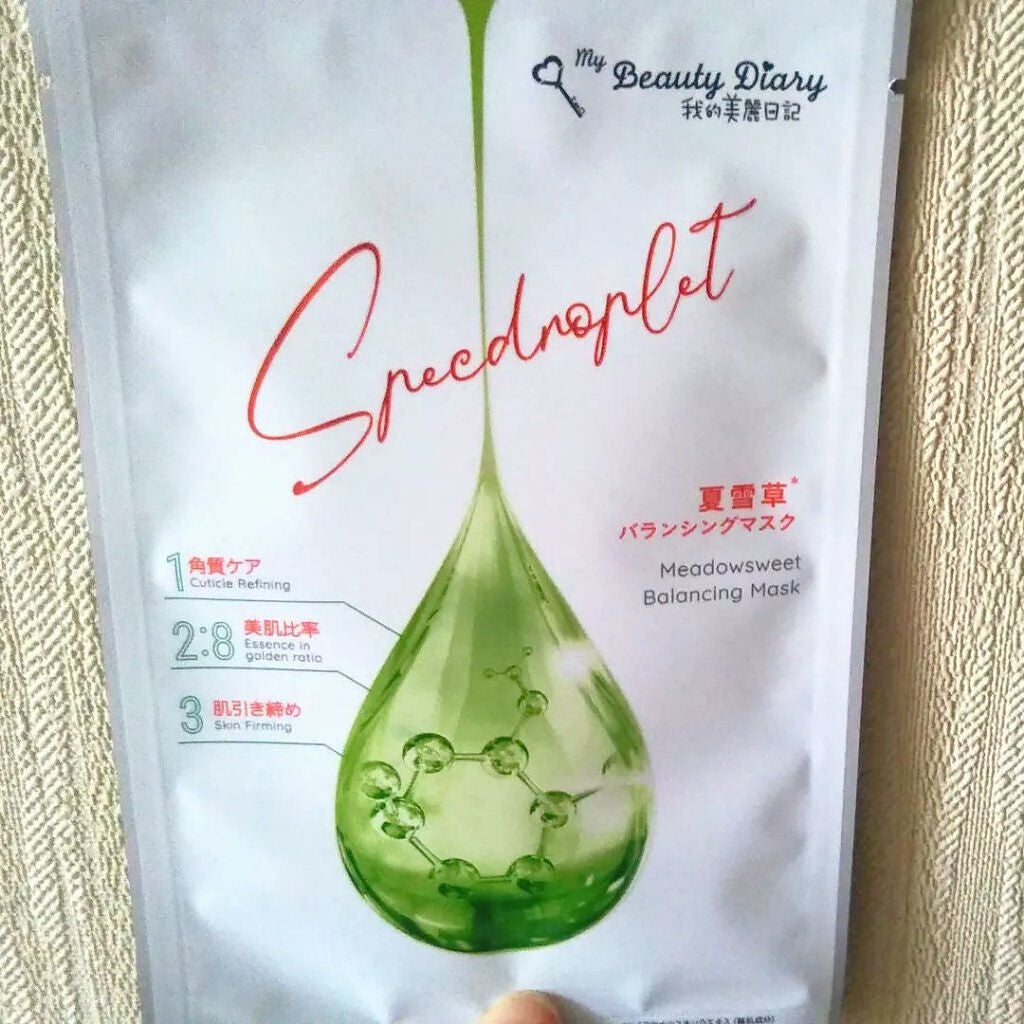 My Beauty Diary
我的美麗日記
Specdroplet
夏雪草*
バランシングマスク
Meadowsweet
Balancing Mask
1 角質ケア
Cuticle Refining
2:8 美肌比率
Essence in
golden ratio
3 肌引き締め
Skin Firming